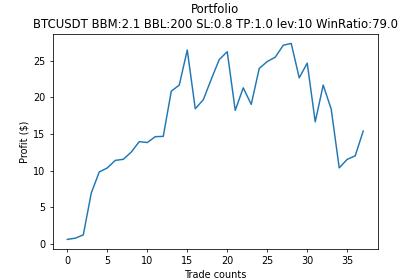 Portfolio
BTCUSDT BBM:2.1 BBL:200 SL:0.8 TP:1.0 lev:10 WinRatio:79.0
Profit ($)
25
20
15
10
5
0
0 5 10 15 20 25 30 35
Trade counts